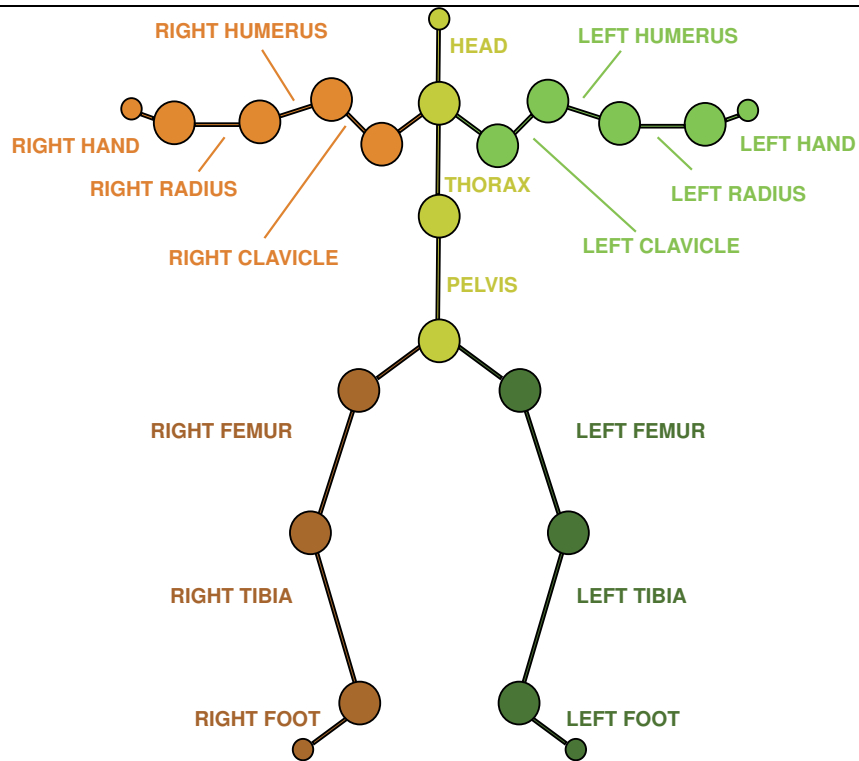 RIGHT HUMERUS
HEAD
LEFT HUMERUS
RIGHT HAND
LEFT HAND
RIGHT RADIUS
THORAX
LEFT RADIUS
RIGHT CLAVICLE
LEFT CLAVICLE
PELVIS
RIGHT FEMUR
LEFT FEMUR
RIGHT TIBIA
LEFT TIBIA
RIGHT FOOT
LEFT FOOT